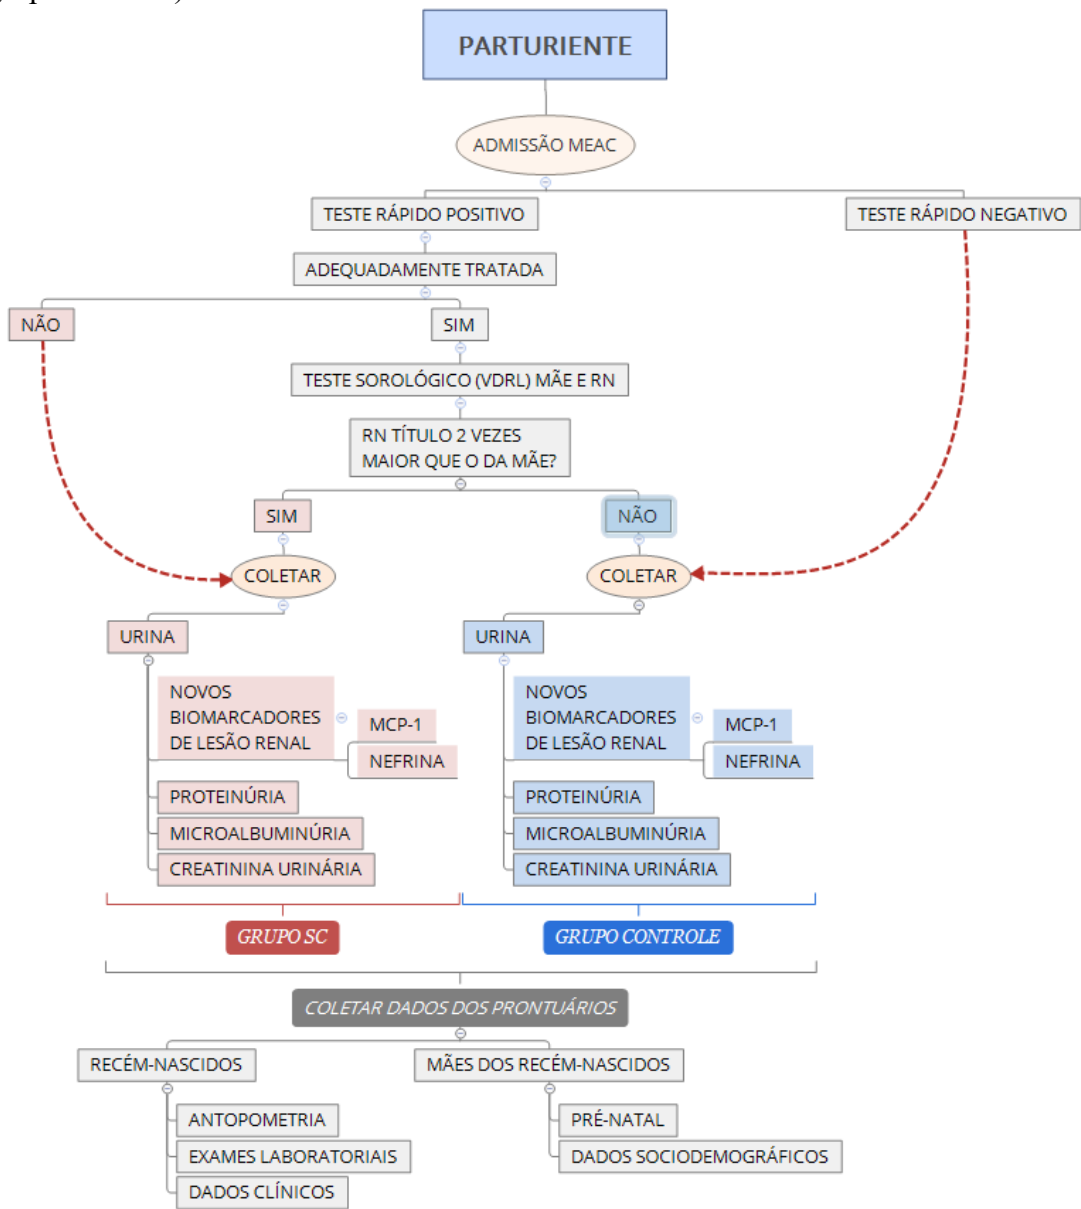 PARTURIENTE
ADMISSÃO MEAC
TESTE RÁPIDO POSITIVO
TESTE RÁPIDO NEGATIVO
ADEQUADAMENTE TRATADA
NÃO
SIM
TESTE SOROLÓGICO (VDRL) MÃE E RN
RN TÍTULO 2 VEZES
MAIOR QUE O DA MÃE?
SIM
NÃO
COLETAR
COLETAR
URINA
NOVOS
BIOMARCADORES
DE LESÃO RENAL
MCP-1
NEFRINA
PROTEINÚRIA
MICROALBUMINÚRIA
CREATININA URINÁRIA
URINA
NOVOS
BIOMARCADORES
DE LESÃO RENAL
MCP-1
NEFRINA
PROTEINÚRIA
MICROALBUMINÚRIA
CREATININA URINÁRIA
GRUPO SC
GRUPO CONTROLE
COLETAR DADOS DOS PRONTUÁRIOS
RECÉM-NASCIDOS
ANTOPOMETRIA
EXAMES LABORATORIAIS
DADOS CLÍNICOS
MÃES DOS RECÉM-NASCIDOS
PRÉ-NATAL
DADOS SOCIODEMOGRÁFICOS